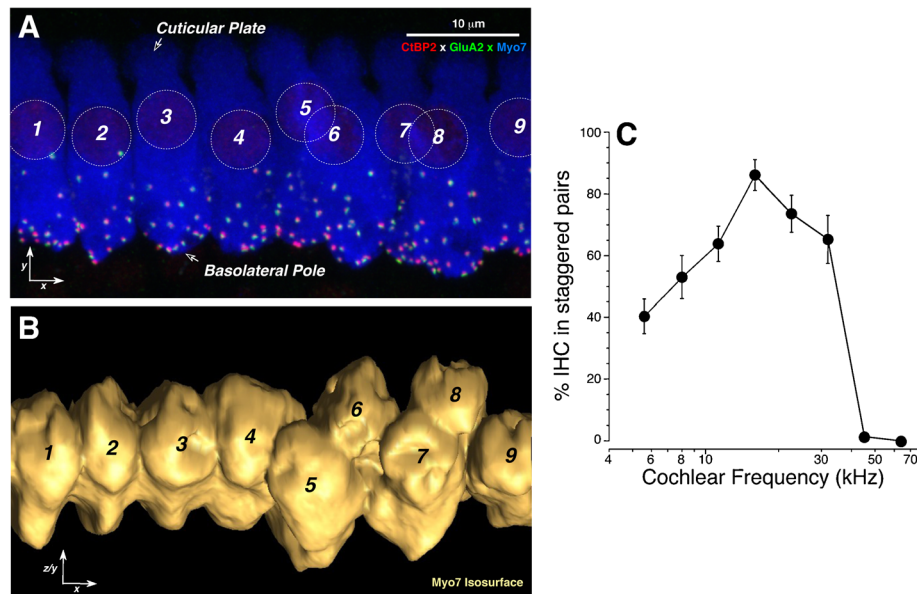 A
Cuticular Plate
10 µm
CtBP2 x GluA2 x Myo7
1
2
3
4
5
6
7
8
9
y
x
Basolateral Pole
B
1
2
3
4
5
6
7
8
9
z/y
x
Myo7 Isosurface
C
% IHC in staggered pairs
100
80
60
40
20
0
4 6 8 10 30 50 70
Cochlear Frequency (kHz)